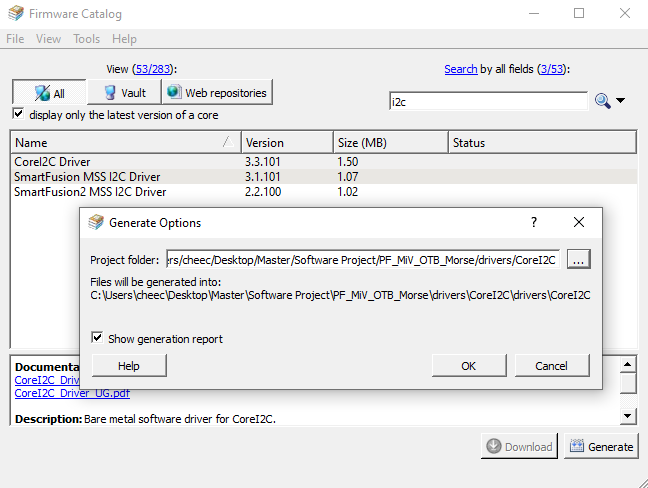 Firmware Catalog
File View Tools Help
View (53/283):
Search by all fields (3/53):
All Vault Web repositories
i2c
display only the latest version of a core
Name Version Size (MB) Status
CoreI2C Driver 3.3.101 1.50
SmartFusion MSS I2C Driver 3.1.101 1.07
SmartFusion2 MSS I2C Driver 2.2.100 1.02
Generate Options ?
Project folder: ers/cheec/Desktop/Master/Software Project/PF_MiV_OTB_Morse/drivers/CoreI2C ...
Files will be generated into:
C:\Users\cheec\Desktop\Master\Software Project\PF_MiV_OTB_Morse\drivers\CoreI2C\drivers\CoreI2C
Show generation report
Help OK Cancel
Documenta
CoreI2C_Driv
CoreI2C_Driver_UG.pdf
Description: Bare metal software driver for CoreI2C.
Download Generate